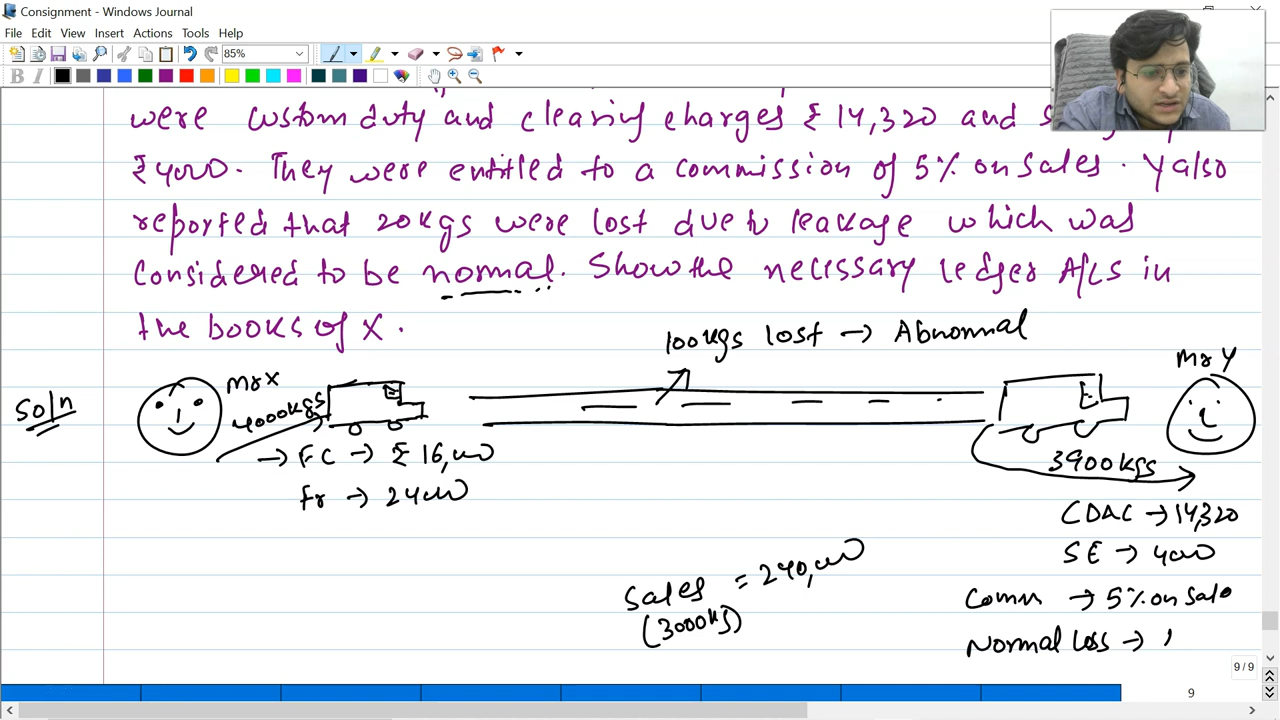 Consignment - Windows Journal
File Edit View Insert Actions Tools Help
85%
B I
were custom duty and clearing charges ₹ 14,320 and
₹4000. They were entitled to a commission of 5% on sales. Y also
reported that 20kgs were lost due to leakage which was
considered to be normal. Show the necessary ledger A/cs in
the books of X.
100kgs lost → Abnormal
Soln
Mr X
Mr Y
4000kgs
→ FC → ₹ 16,000
Fr → 24000
3900kgs
CDAC → 14,320
SE → 4000
Sales = 240,000
(3000kg)
Comm → 5% on Sale
Normal Loss →
9 / 9
9